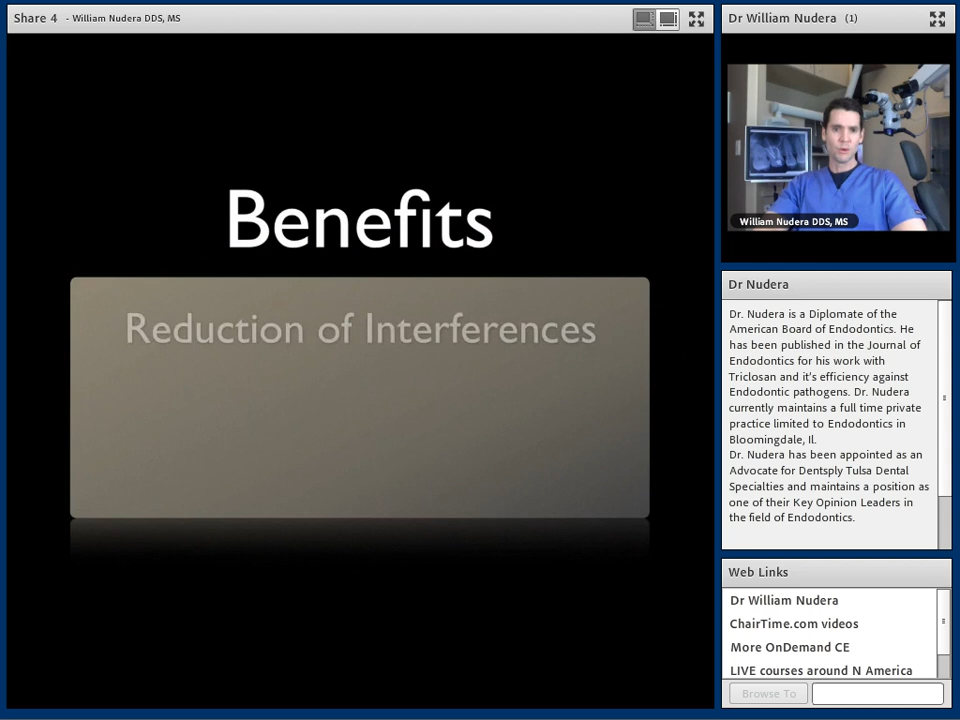 Share 4 - William Nudera DDS, MS
Benefits
Reduction of Interferences
Dr William Nudera (1)
William Nudera DDS, MS
Dr Nudera
Dr. Nudera is a Diplomate of the
American Board of Endodontics. He
has been published in the Journal of
Endodontics for his work with
Triclosan and it's efficiency against
Endodontic pathogens. Dr. Nudera
currently maintains a full time private
practice limited to Endodontics in
Bloomingdale, Il.
Dr. Nudera has been appointed as an
Advocate for Dentsply Tulsa Dental
Specialties and maintains a position as
one of their Key Opinion Leaders in
the field of Endodontics.
Web Links
Dr William Nudera
ChairTime.com videos
More OnDemand CE
LIVE courses around N America
Browse To